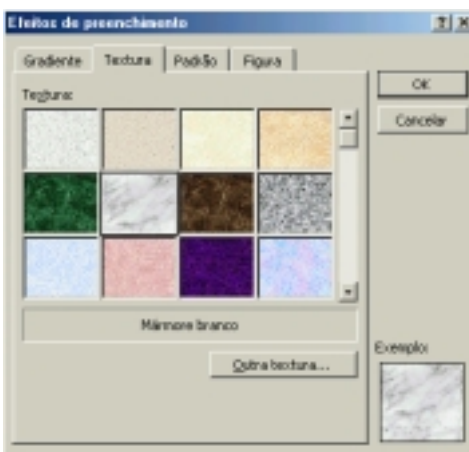 Efeitos de preenchimento
Gradiente Textura Padrão Figura
Textura:
OK
Cancelar
Mármore branco
Outra textura...
Exemplo: